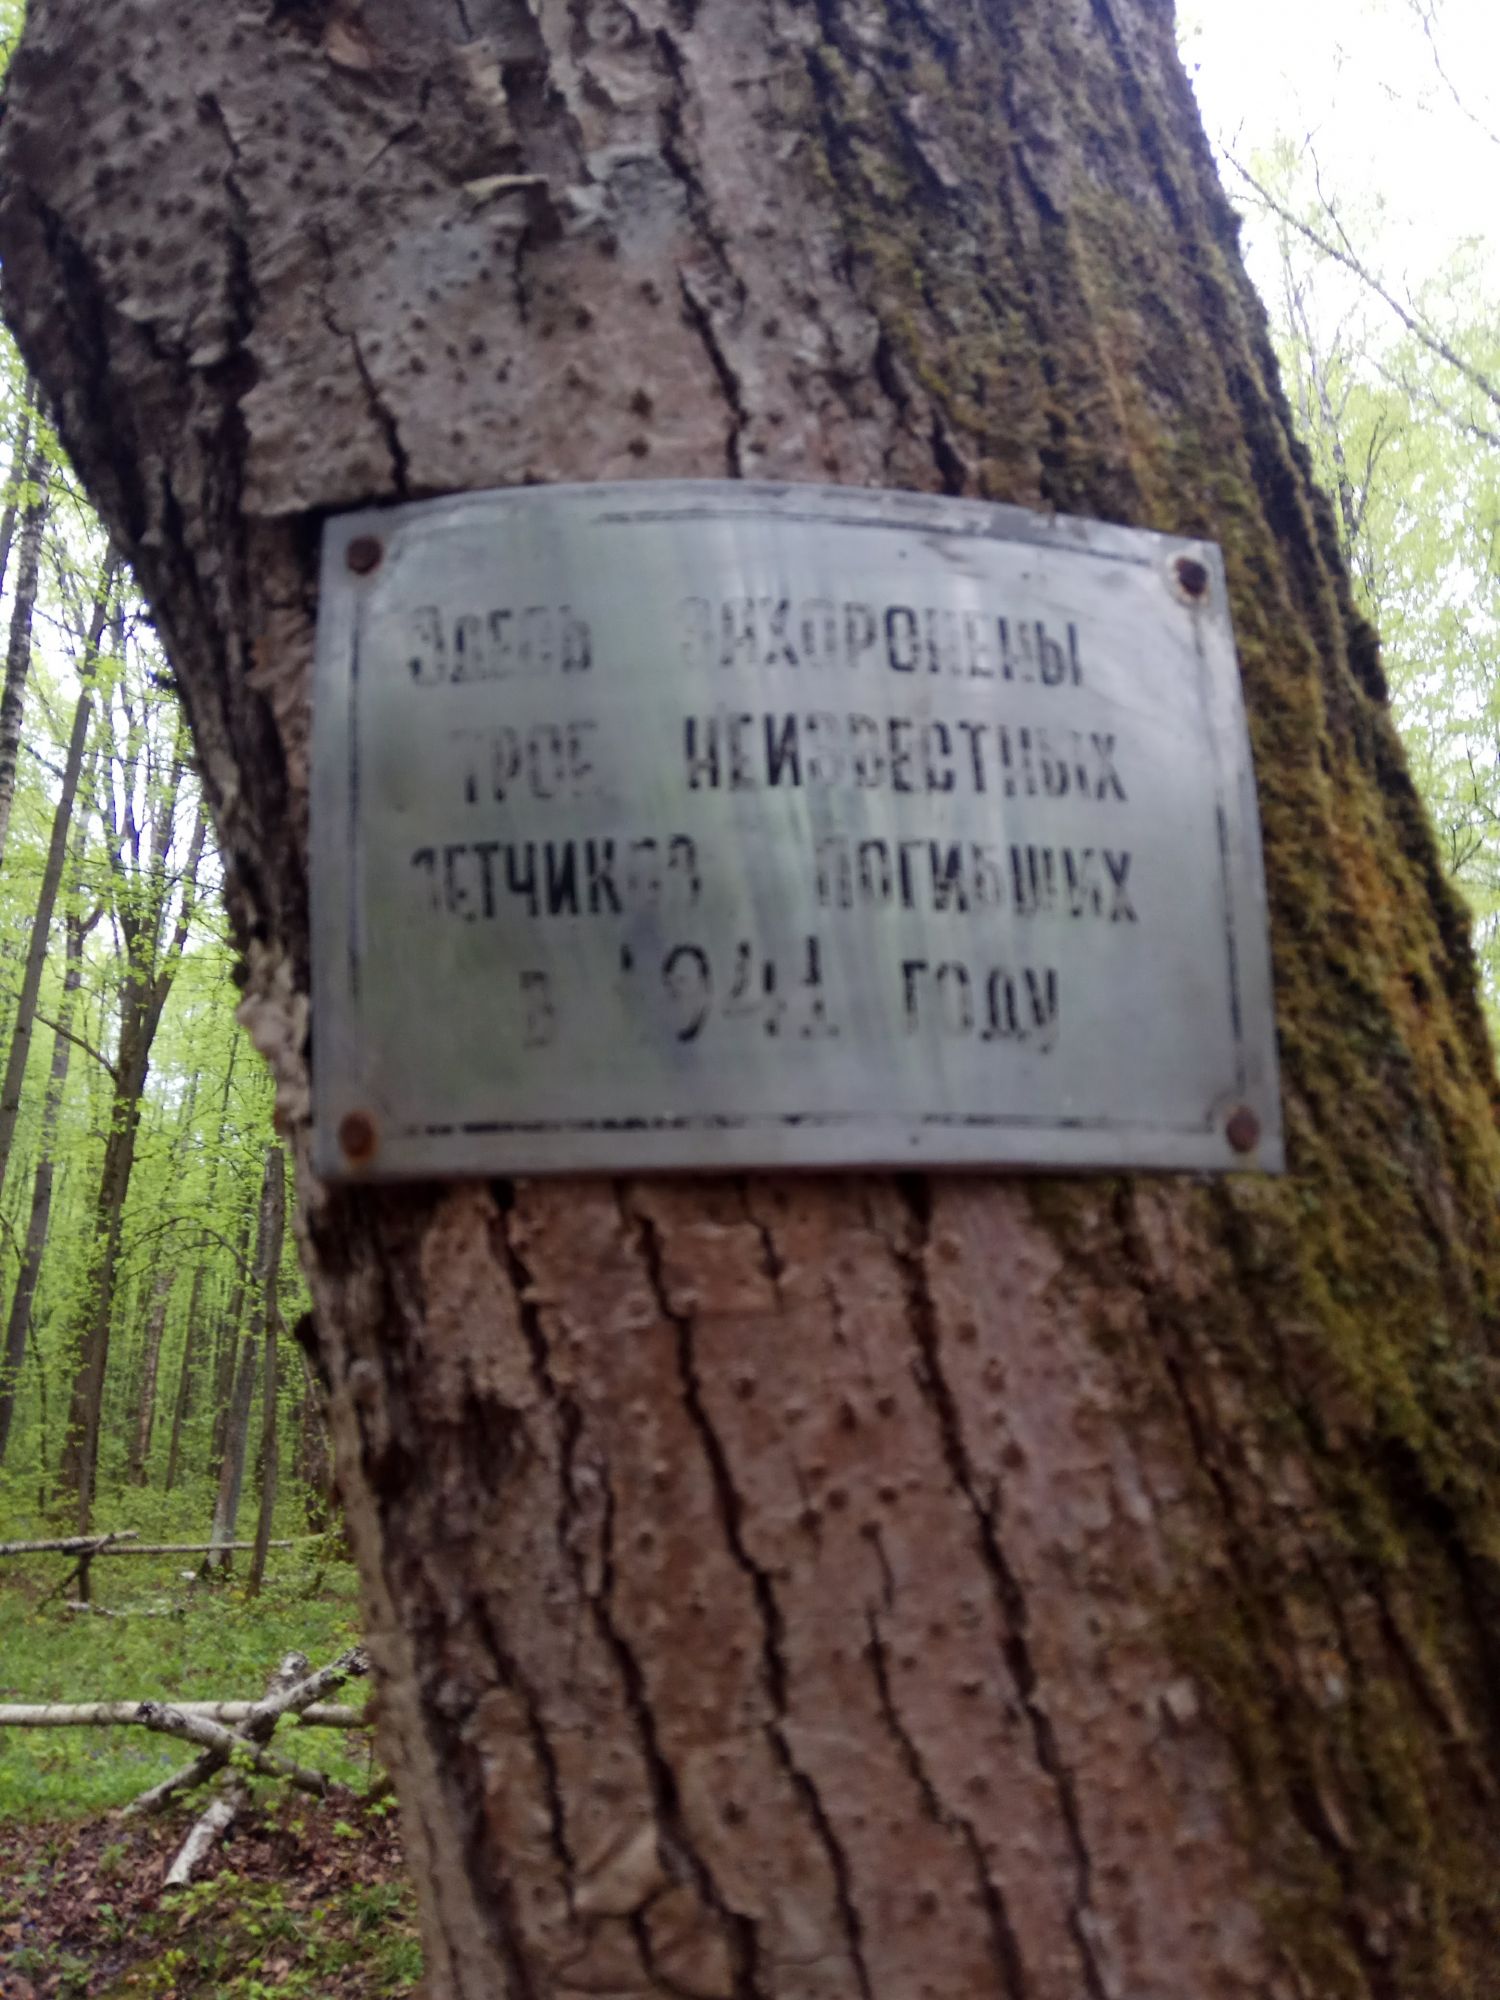 Здесь захоронены
трое неизвестных
летчиков погибших
в 1941 году